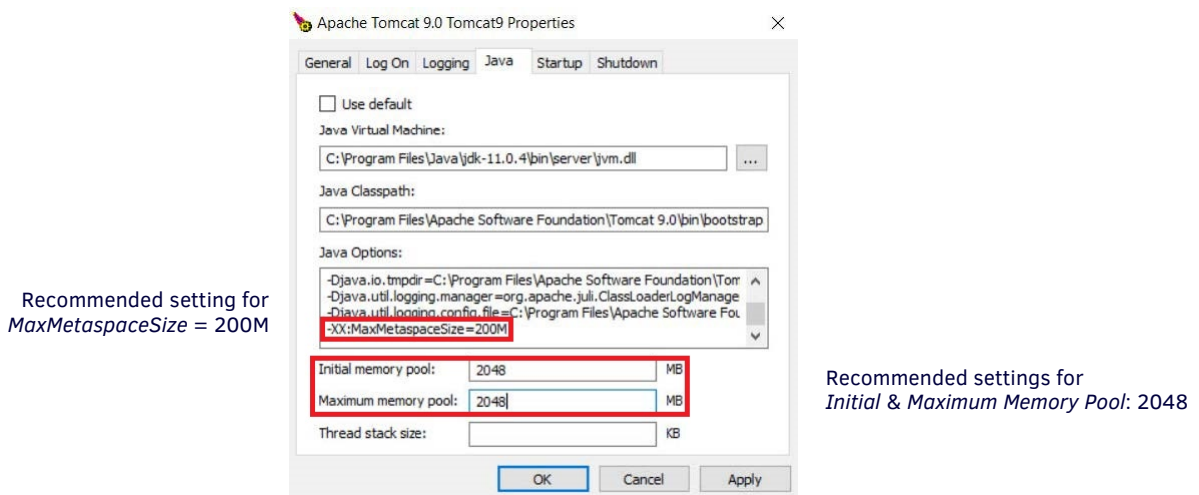 Apache Tomcat 9.0 Tomcat9 Properties
General Log On Logging Java Startup Shutdown
Use default
Java Virtual Machine:
C:\Program Files\Java\jdk-11.0.4\bin\server\jvm.dll ...
Java Classpath:
C:\Program Files\Apache Software Foundation\Tomcat 9.0\bin\bootstrap
Java Options:
-Djava.io.tmpdir=C:\Program Files\Apache Software Foundation\Tom
-Djava.util.logging.manager=org.apache.juli.ClassLoaderLogManage
-Djava.util.logging.config.file=C:\Program Files\Apache Software Fou
-XX:MaxMetaspaceSize=200M
Recommended setting for
MaxMetaspaceSize = 200M
Initial memory pool: 2048 MB
Maximum memory pool: 2048 MB
Recommended settings for
Initial & Maximum Memory Pool: 2048
Thread stack size: KB
OK Cancel Apply